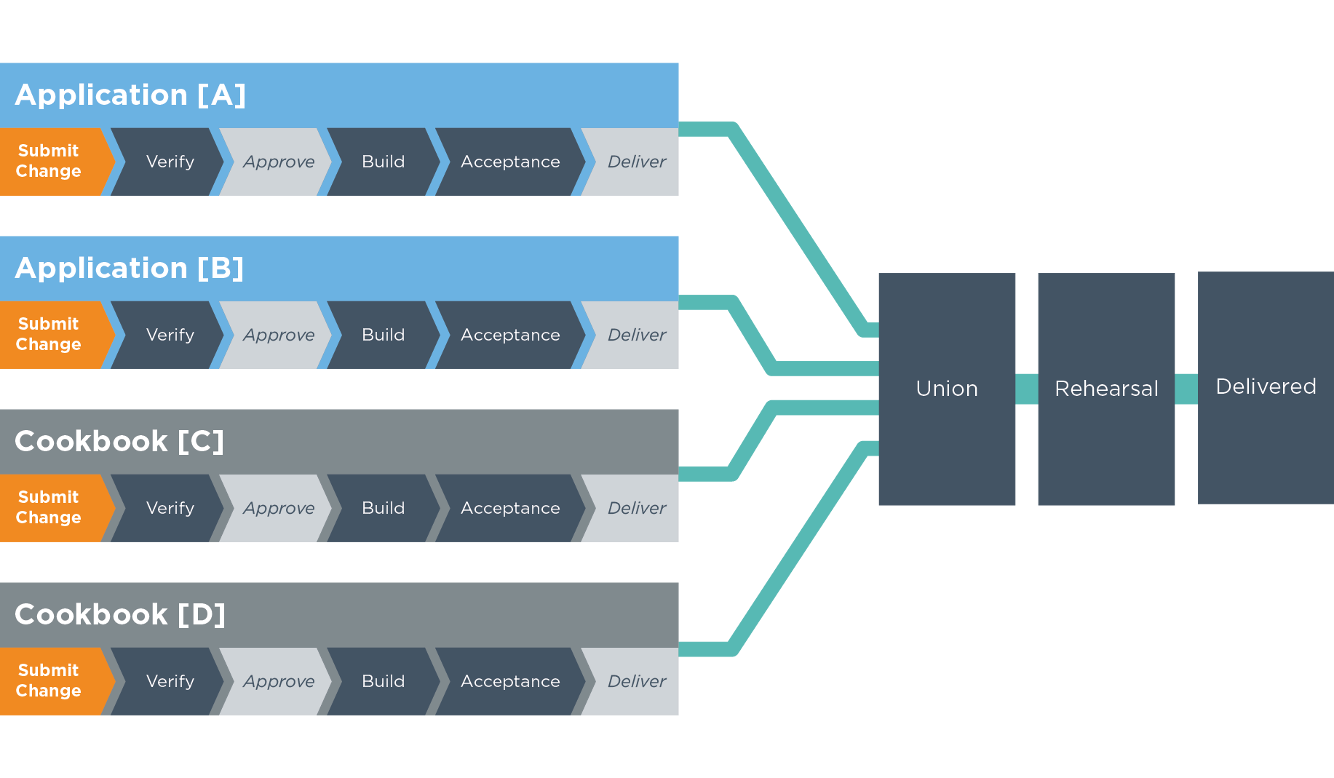 Application [A]
Submit
Change
Verify
Approve
Build
Acceptance
Deliver
Application [B]
Submit
Change
Verify
Approve
Build
Acceptance
Deliver
Cookbook [C]
Submit
Change
Verify
Approve
Build
Acceptance
Deliver
Cookbook [D]
Submit
Change
Verify
Approve
Build
Acceptance
Deliver
Union
Rehearsal
Delivered